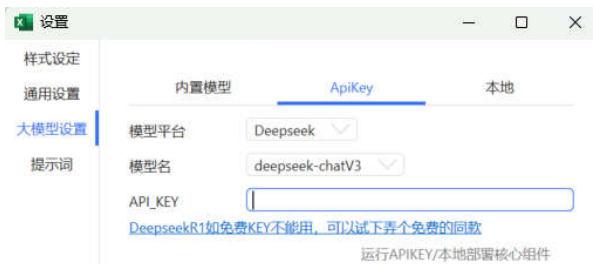 设置
样式设定
通用设置
大模型设置
提示词
内置模型 ApiKey 本地
模型平台 Deepseek
模型名 deepseek-chatV3
API_KEY
DeepseekR1如免费KEY不能用，可以试下弄个免费的同款
运行APIKEY/本地部署核心组件